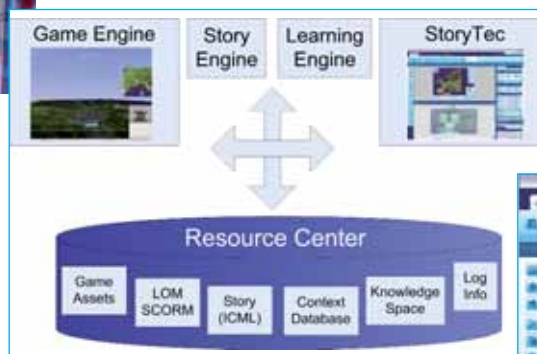 Game Engine
Story
Engine
Learning
Engine
StoryTec
Resource Center
Game
Assets
LOM
SCORM
Story
(ICML)
Context
Database
Knowledge
Space
Log
Info